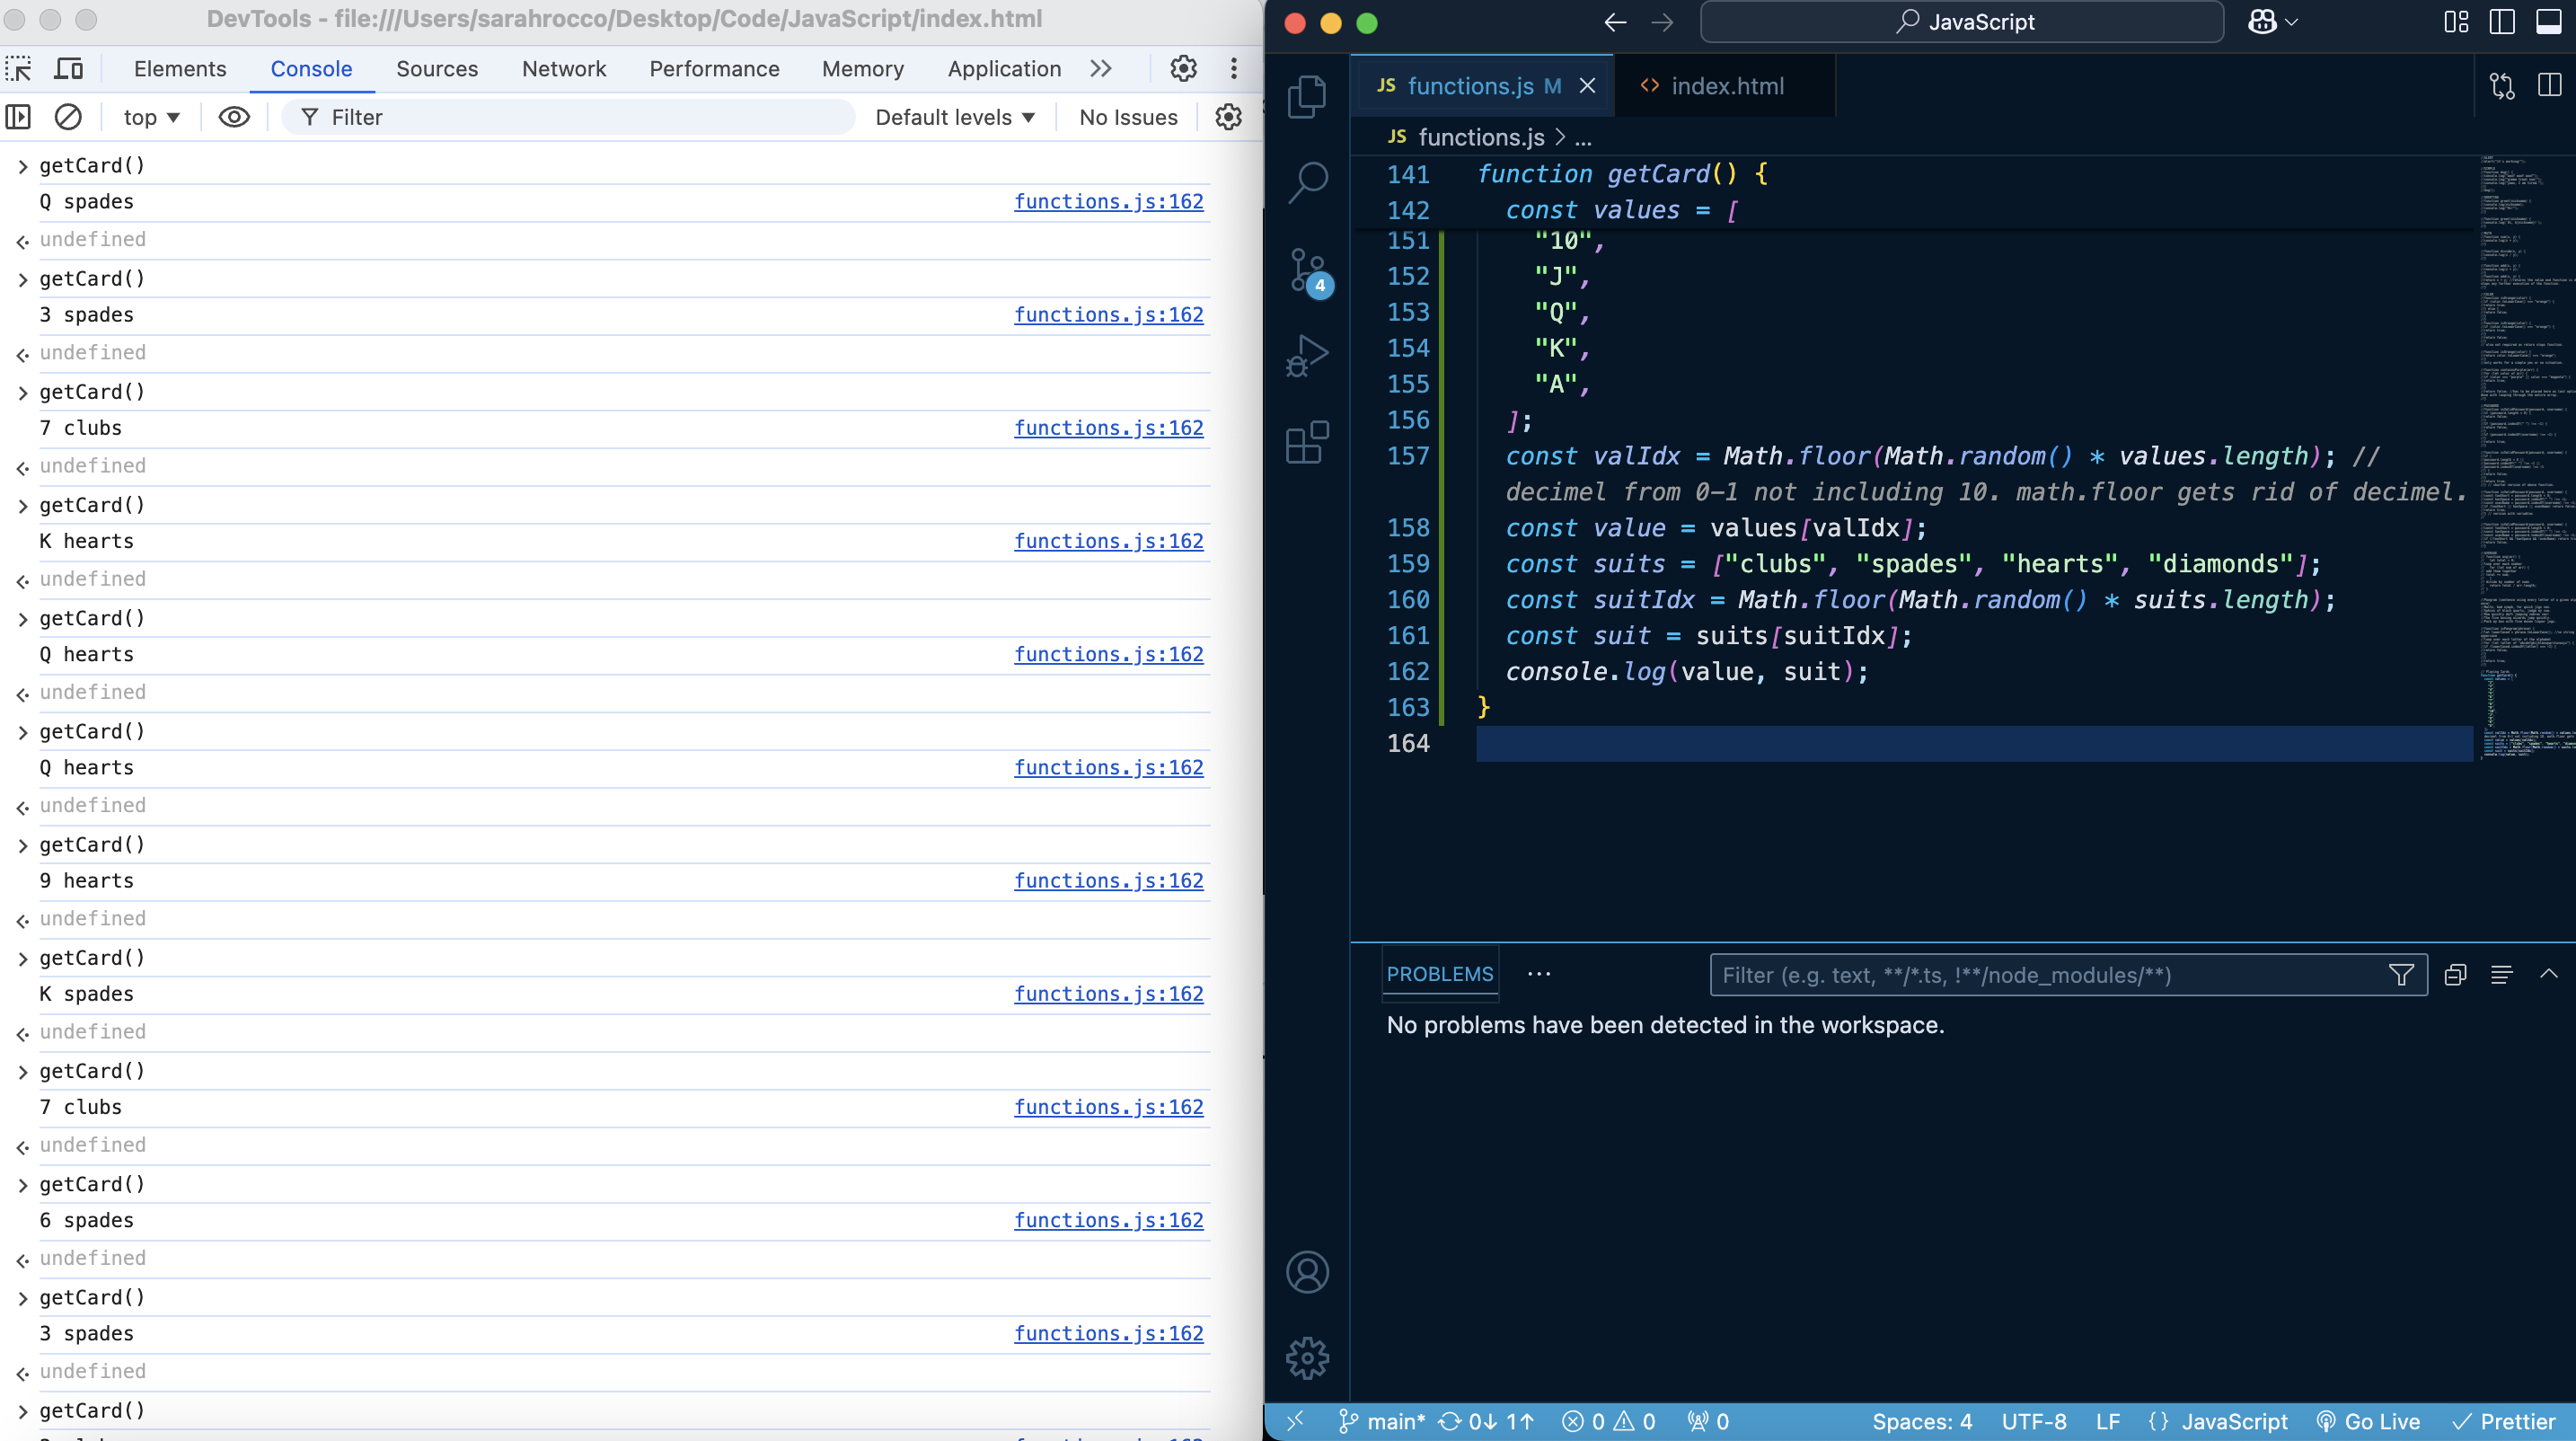 DevTools - file:///Users/sarahrocco/Desktop/Code/JavaScript/index.html
Elements Console Sources Network Performance Memory Application
top Filter Default levels No Issues
getCard()
Q spades functions.js:162
undefined
getCard()
3 spades functions.js:162
undefined
getCard()
7 clubs functions.js:162
undefined
getCard()
K hearts functions.js:162
undefined
getCard()
Q hearts functions.js:162
undefined
getCard()
Q hearts functions.js:162
undefined
getCard()
9 hearts functions.js:162
undefined
getCard()
K spades functions.js:162
undefined
getCard()
7 clubs functions.js:162
undefined
getCard()
6 spades functions.js:162
undefined
getCard()
3 spades functions.js:162
undefined
getCard()
JavaScript
JS functions.js M index.html
JS functions.js > ...
4
141 function getCard() {
142 const values = [
151 "10",
152 "J",
153 "Q",
154 "K",
155 "A",
156 ];
157 const valIdx = Math.floor(Math.random() * values.length); //
decimel from 0-1 not including 10. math.floor gets rid of decimel.
158 const value = values[valIdx];
159 const suits = ["clubs", "spades", "hearts", "diamonds"];
160 const suitIdx = Math.floor(Math.random() * suits.length);
161 const suit = suits[suitIdx];
162 console.log(value, suit);
163 }
164
PROBLEMS ... Filter (e.g. text, **/*.ts, !**/node_modules/**)
No problems have been detected in the workspace.
main* 0↓ 1↑ 0 0 0 Spaces: 4 UTF-8 LF {} JavaScript Go Live Prettier